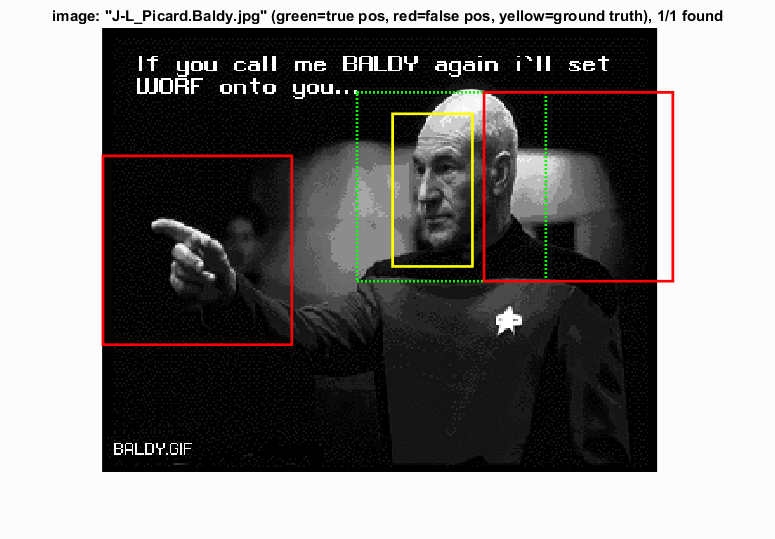 image: "J-L_Picard.Baldy.jpg" (green=true pos, red=false pos, yellow=ground truth), 1/1 found
If you call me BALDY again i`ll set
WORF onto you...
BALDY.GIF